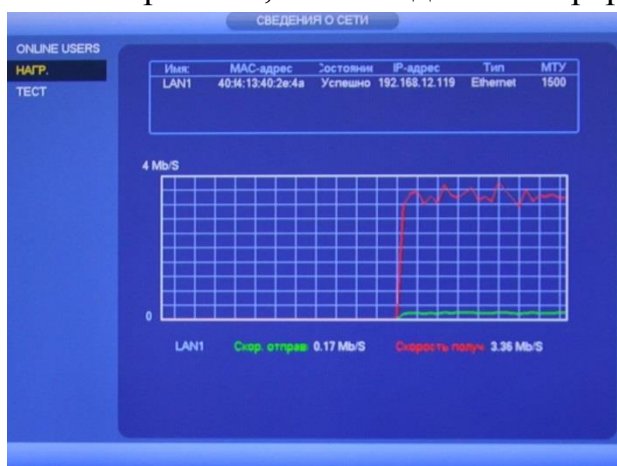 СВЕДЕНИЯ О СЕТИ
ONLINE USERS
НАГР.
ТЕСТ
Имя: MAC-адрес Состояни IP-адрес Тип МТУ
LAN1 40:f4:13:40:2e:4a Успешно 192.168.12.119 Ethernet 1500
4 Mb/S
0
LAN1 Скор. отправ 0.17 Mb/S Скорость получ 3.36 Mb/S